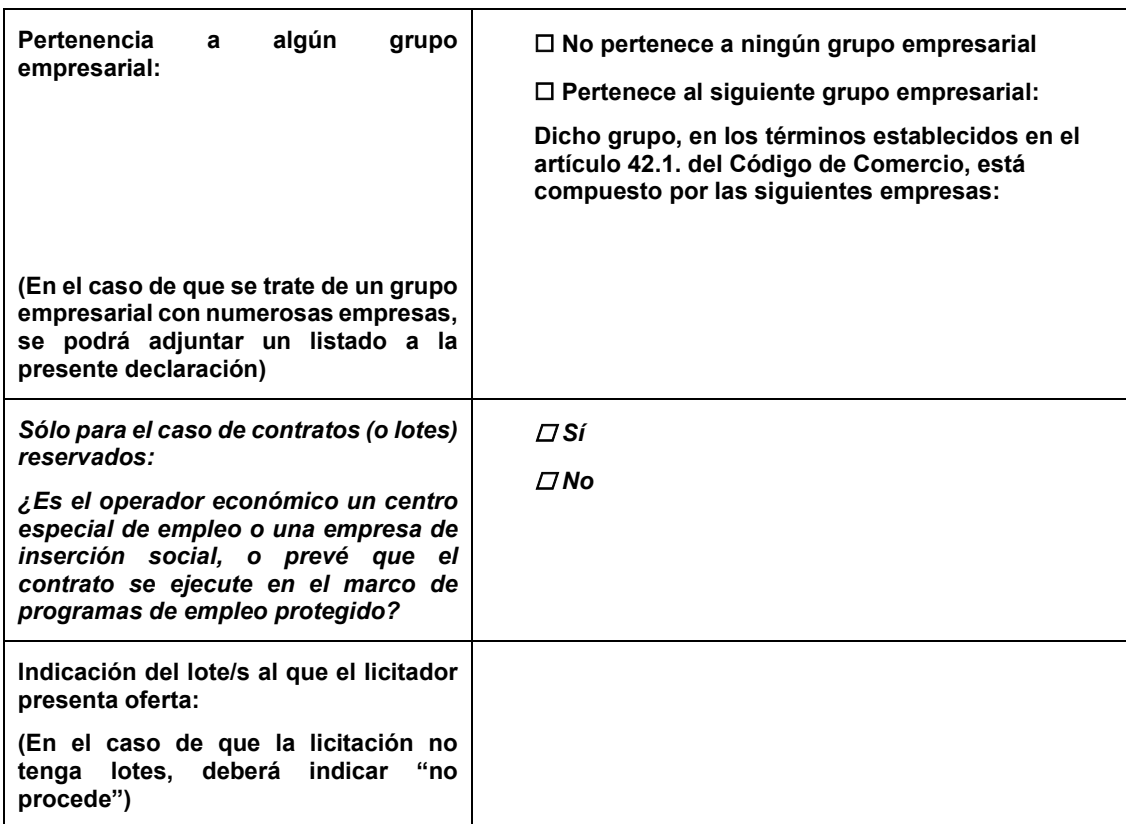 Pertenencia a algún grupo
empresarial:
(En el caso de que se trate de un grupo
empresarial con numerosas empresas,
se podrá adjuntar un listado a la
presente declaración)
☐ No pertenece a ningún grupo empresarial
☐ Pertenece al siguiente grupo empresarial:
Dicho grupo, en los términos establecidos en el
artículo 42.1. del Código de Comercio, está
compuesto por las siguientes empresas:
Sólo para el caso de contratos (o lotes)
reservados:
¿Es el operador económico un centro
especial de empleo o una empresa de
inserción social, o prevé que el
contrato se ejecute en el marco de
programas de empleo protegido?
☐ Sí
☐ No
Indicación del lote/s al que el licitador
presenta oferta:
(En el caso de que la licitación no
tenga lotes, deberá indicar “no
procede”)